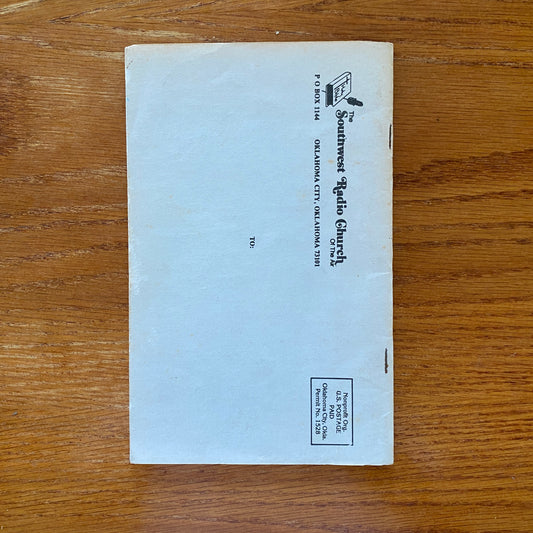 The
Southwest Radio Church
Of The Air
P O BOX 1144 OKLAHOMA CITY, OKLAHOMA 73101
Nonprofit Org.
U.S. POSTAGE
PAID
Oklahoma City, Okla.
Permit No. 1528
TO: